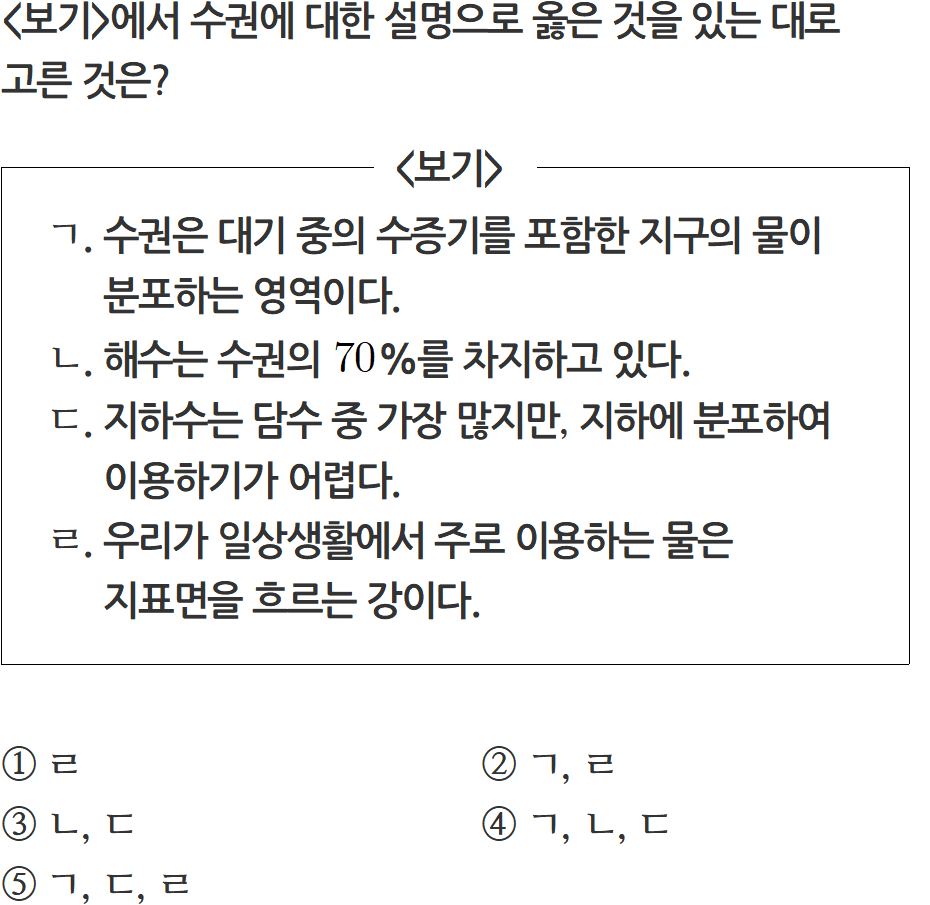 <보기>에서 수권에 대한 설명으로 옳은 것을 있는 대로
고른 것은?
<보기>
ㄱ. 수권은 대기 중의 수증기를 포함한 지구의 물이
분포하는 영역이다.
ㄴ. 해수는 수권의 70%를 차지하고 있다.
ㄷ. 지하수는 담수 중 가장 많지만, 지하에 분포하여
이용하기가 어렵다.
ㄹ. 우리가 일상생활에서 주로 이용하는 물은
지표면을 흐르는 강이다.
① ㄹ ② ㄱ, ㄹ
③ ㄴ, ㄷ ④ ㄱ, ㄴ, ㄷ
⑤ ㄱ, ㄷ, ㄹ